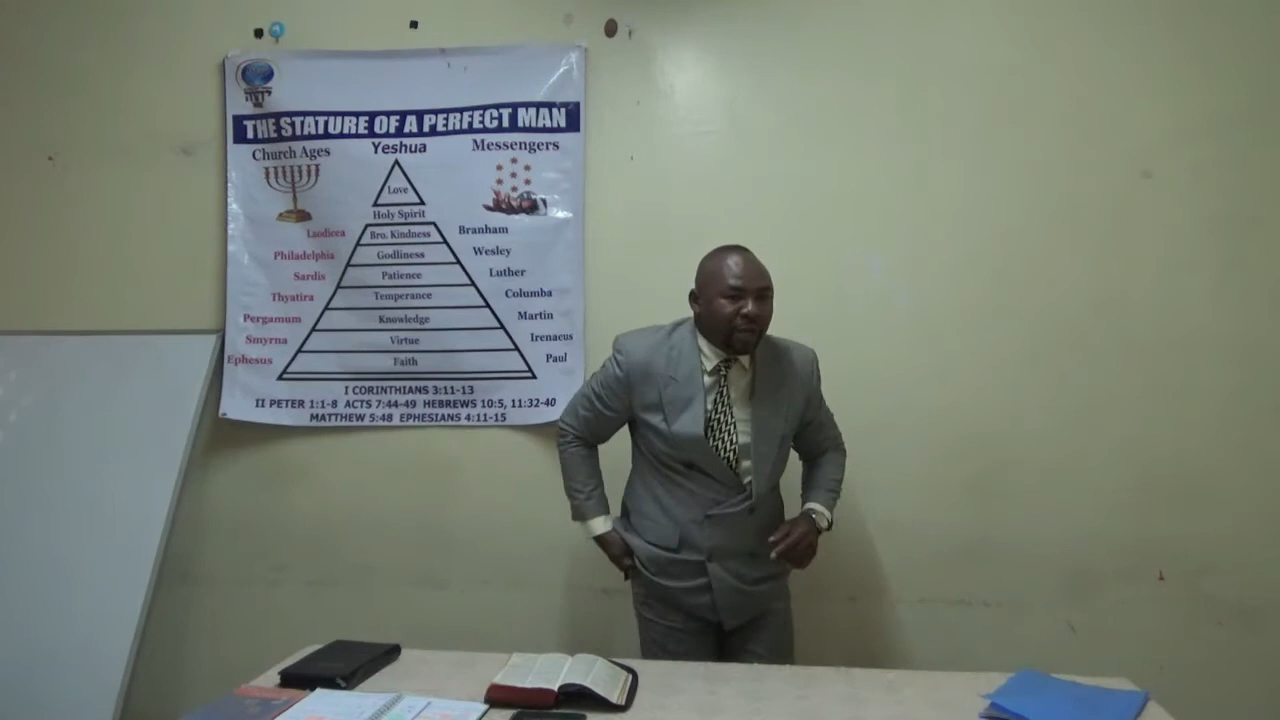 יהוה
THE STATURE OF A PERFECT MAN
Church Ages Yeshua Messengers
Love
Holy Spirit
Laodicea Bro. Kindness Branham
Philadelphia Godliness Wesley
Sardis Patience Luther
Thyatira Temperance Columba
Pergamum Knowledge Martin
Smyrna Virtue Irenaeus
Ephesus Faith Paul
I CORINTHIANS 3:11-13
II PETER 1:1-8 ACTS 7:44-49 HEBREWS 10:5, 11:32-40
MATTHEW 5:48 EPHESIANS 4:11-15